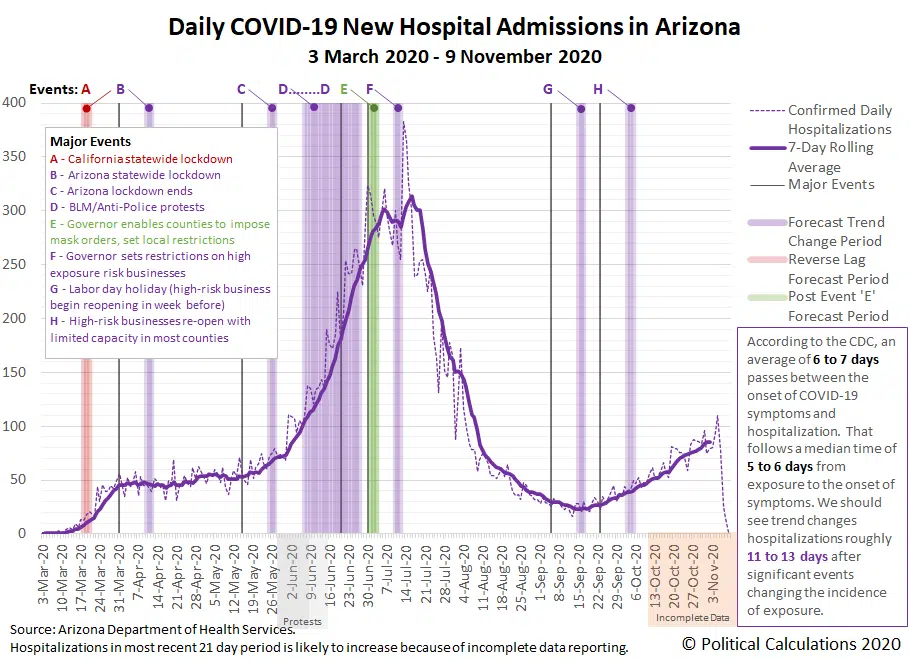 Daily COVID-19 New Hospital Admissions in Arizona
3 March 2020 - 9 November 2020
Events: A B C D........D E F G H
400
350
300
250
200
150
100
50
0
Major Events
A - California statewide lockdown
B - Arizona statewide lockdown
C - Arizona lockdown ends
D - BLM/Anti-Police protests
E - Governor enables counties to impose
mask orders, set local restrictions
F - Governor sets restrictions on high
exposure risk businesses
G - Labor day holiday (high-risk business
begin reopening in week before)
H - High-risk businesses re-open with
limited capacity in most counties
Confirmed Daily
Hospitalizations
7-Day Rolling
Average
Major Events
Forecast Trend
Change Period
Reverse Lag
Forecast Period
Post Event 'E'
Forecast Period
According to the CDC, an
average of 6 to 7 days
passes between the
onset of COVID-19
symptoms and
hospitalization. That
follows a median time of
5 to 6 days from
exposure to the onset of
symptoms. We should
see trend changes
hospitalizations roughly
11 to 13 days after
significant events
changing the incidence
of exposure.
3-Mar-20
10-Mar-20
17-Mar-20
24-Mar-20
31-Mar-20
7-Apr-20
14-Apr-20
21-Apr-20
28-Apr-20
5-May-20
12-May-20
19-May-20
26-May-20
2-Jun-20
9-Jun-20
16-Jun-20
23-Jun-20
30-Jun-20
7-Jul-20
14-Jul-20
21-Jul-20
28-Jul-20
4-Aug-20
11-Aug-20
18-Aug-20
25-Aug-20
1-Sep-20
8-Sep-20
15-Sep-20
22-Sep-20
29-Sep-20
6-Oct-20
13-Oct-20
20-Oct-20
27-Oct-20
3-Nov-20
Protests
Incomplete Data
Source: Arizona Department of Health Services.
Hospitalizations in most recent 21 day period is likely to increase because of incomplete data reporting.
© Political Calculations 2020